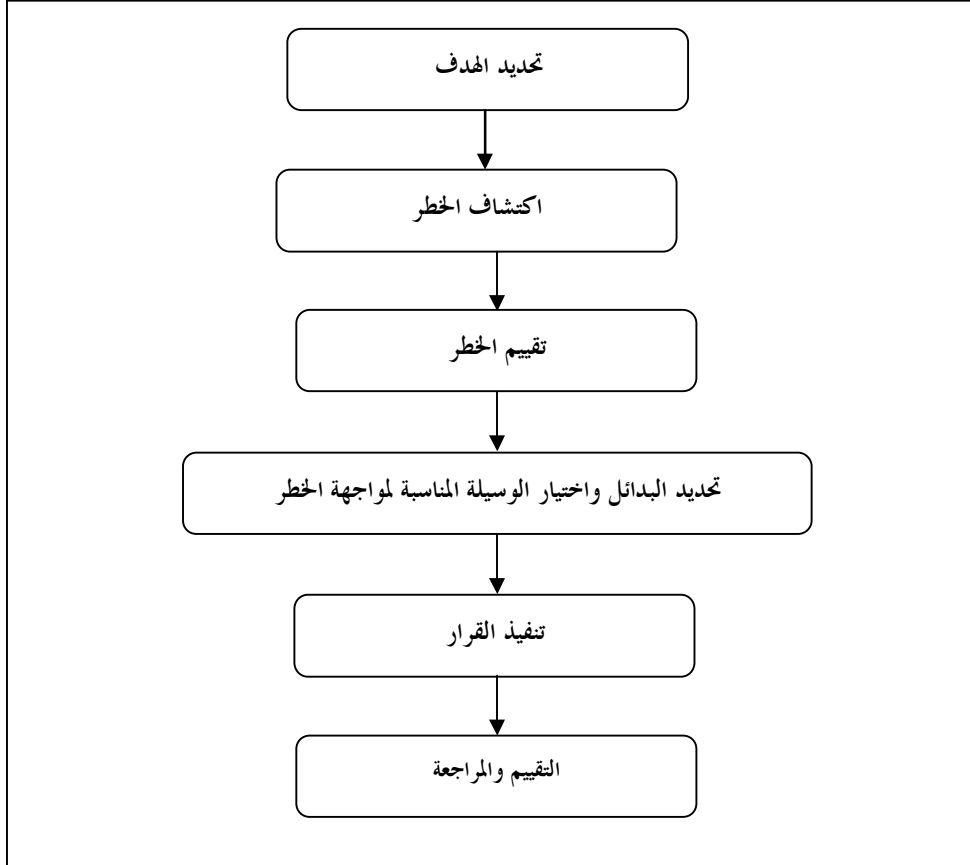 تحديد الهدف
اكتشاف الخطر
تقييم الخطر
تحديد البدائل واختيار الوسيلة المناسبة لمواجهة الخطر
تنفيذ القرار
التقييم والمراجعة